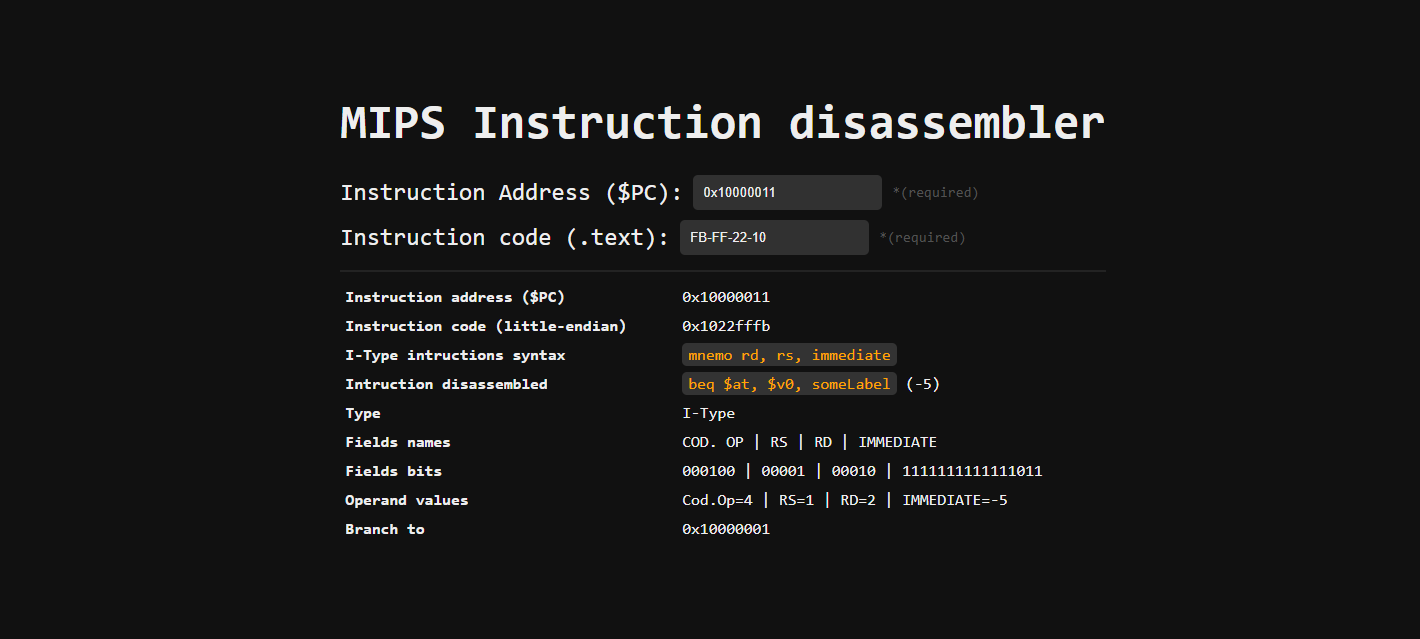 MIPS Instruction disassembler
Instruction Address ($PC): 0x10000011 *(required)
Instruction code (.text): FB-FF-22-10 *(required)
Instruction address ($PC) 0x10000011
Instruction code (little-endian) 0x1022fffb
I-Type intructions syntax mnemo rd, rs, immediate
Intruction disassembled beq $at, $v0, someLabel (-5)
Type I-Type
Fields names COD. OP | RS | RD | IMMEDIATE
Fields bits 000100 | 00001 | 00010 | 1111111111111011
Operand values Cod.Op=4 | RS=1 | RD=2 | IMMEDIATE=-5
Branch to 0x10000001